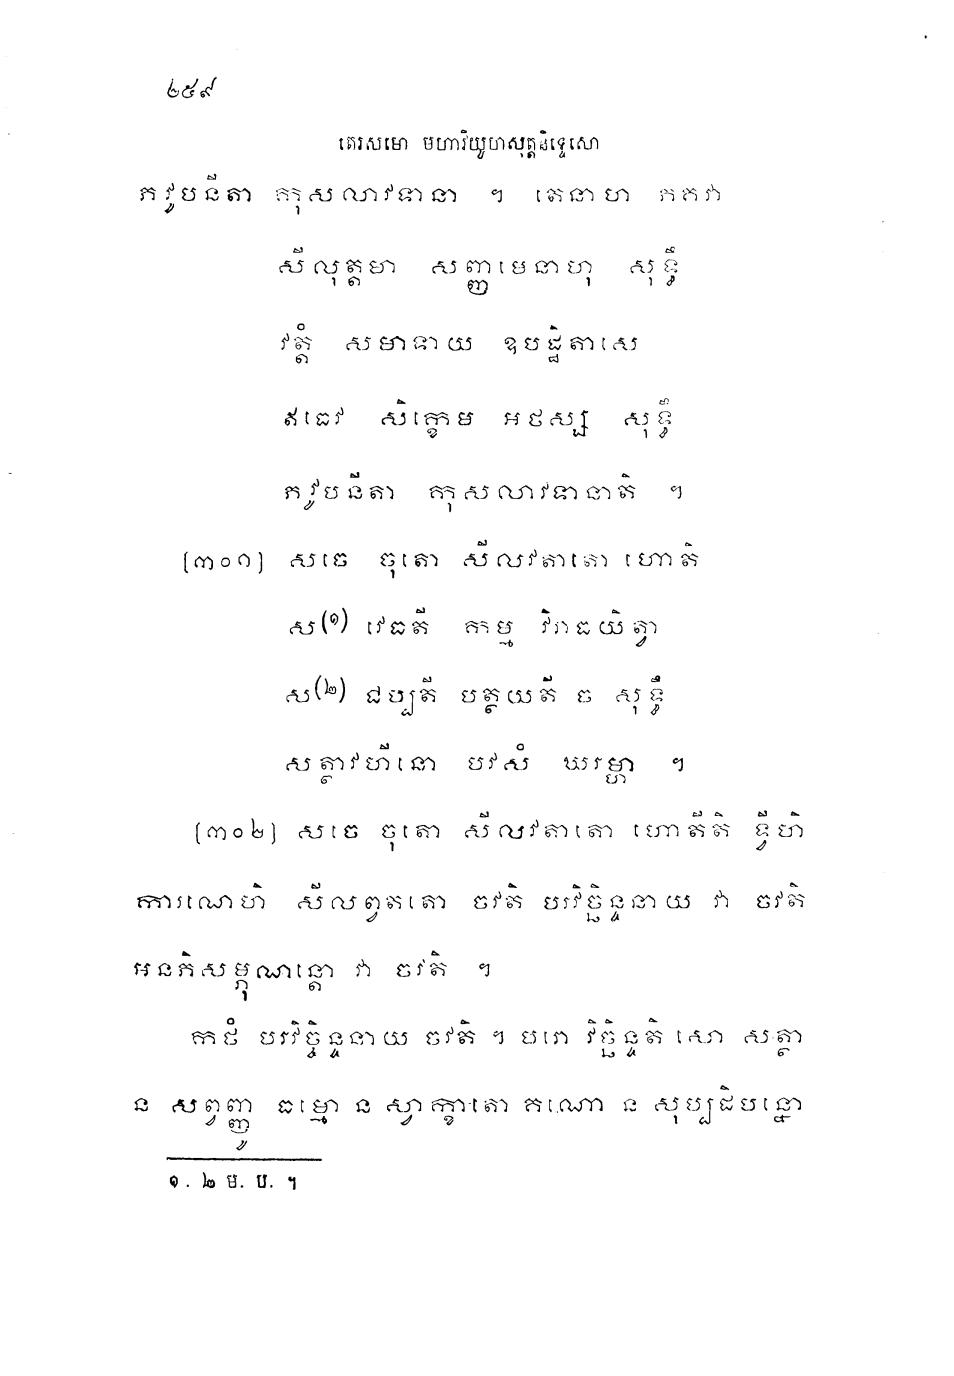 ២៥៩
តេរសមោ មហាវិយូហសុត្តនិទ្ទេសោ
ភវូបនីតា កុសលាវទានា ។ តេនាហ ភគវា
សីលុត្តមា សញ្ញមេនាហុ សុទ្ធឹ
វត្តំ សមាទាយ ឧបដ្ឋិតាសេ
ឥធេវ សិក្ខេម អថស្ស សុទ្ធឹ
ភវូបនីតា កុសលាវទានាតិ ។
[៣០១] សចេ ចុតោ សីលវតាតោ ហោតិ
ស(១) វេធតី កម្ម វិរាធយិត្វា
ស(២) ជប្បតី បត្ថយតី ច សុទ្ធឹ
សត្ថាវហីនោ បវសំ ឃរម្ហា ។
[៣០២] សចេ ចុតោ សីលវតាតោ ហោតីតិ ទ្វីហិ
ការណេហិ សីលព្វតតោ ចវតិ បរវិច្ឆិន្ទនាយ វា ចវតិ
អនភិសម្ភុណន្តោ វា ចវតិ ។
កថំ បរវិច្ឆិន្ទនាយ ចវតិ ។ បរោ វិច្ឆិន្ទតិ សោ សត្ថា
ន សព្វញ្ញូ ធម្មោ ន ស្វាក្ខាតោ គណោ ន សុប្បដិបន្នោ
១. ២ ម. ប. ។